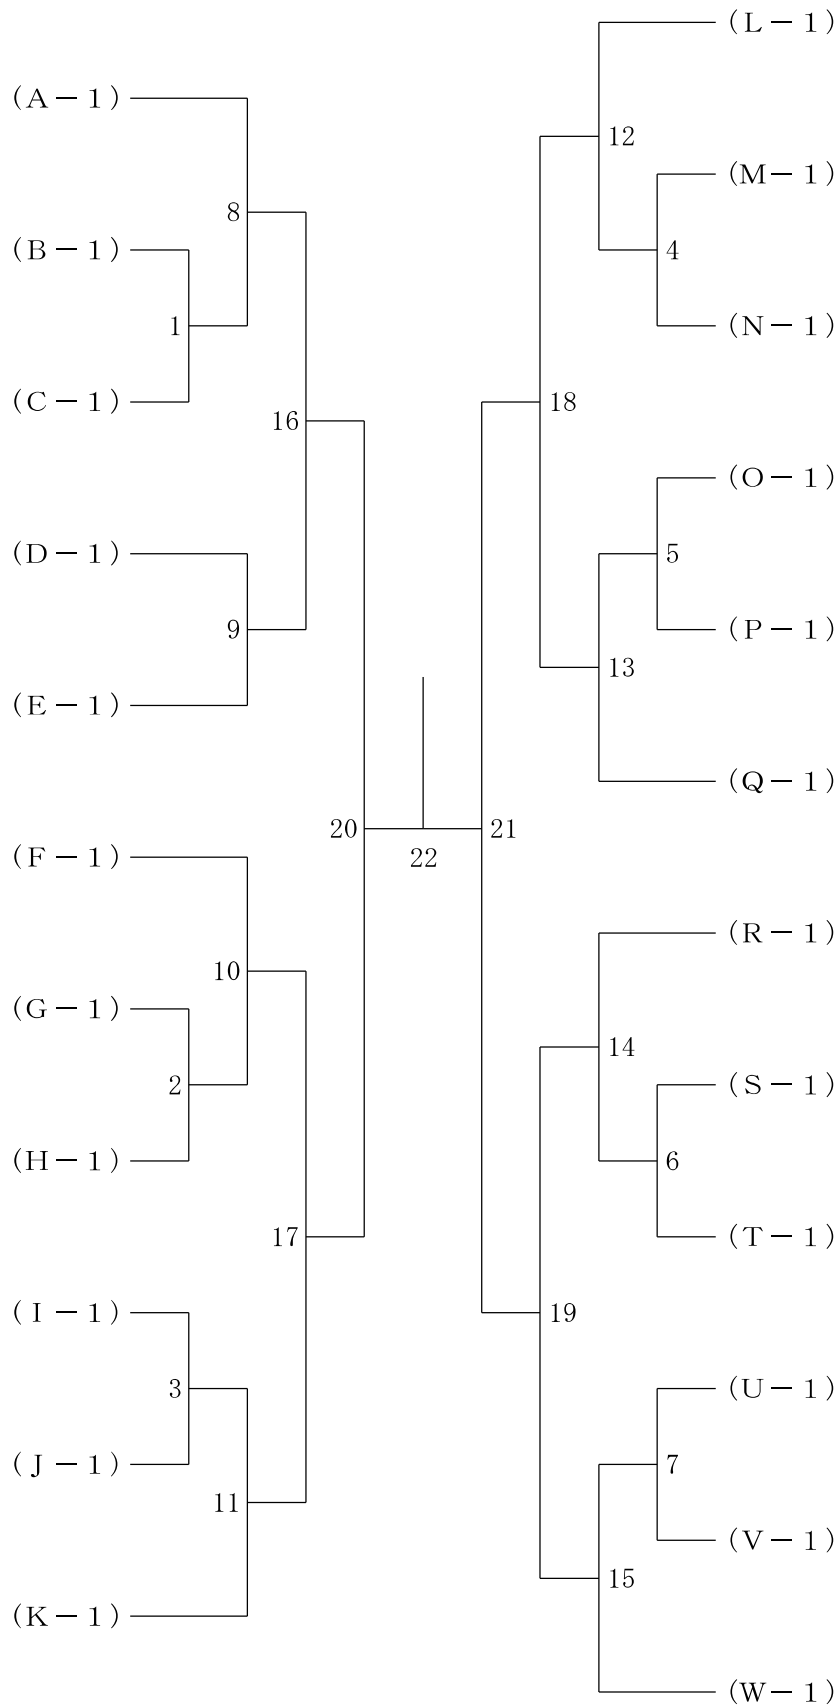 (L－1)
(A－1)
12
(M－1)
8
(B－1)
4
1
(N－1)
(C－1)
18
16
(O－1)
(D－1)
5
9
(P－1)
13
(E－1)
(Q－1)
20
21
(F－1)
22
(R－1)
10
(G－1)
14
2
(S－1)
(H－1)
6
17
(T－1)
(I－1)
19
3
(U－1)
(J－1)
7
11
(V－1)
15
(K－1)
(W－1)